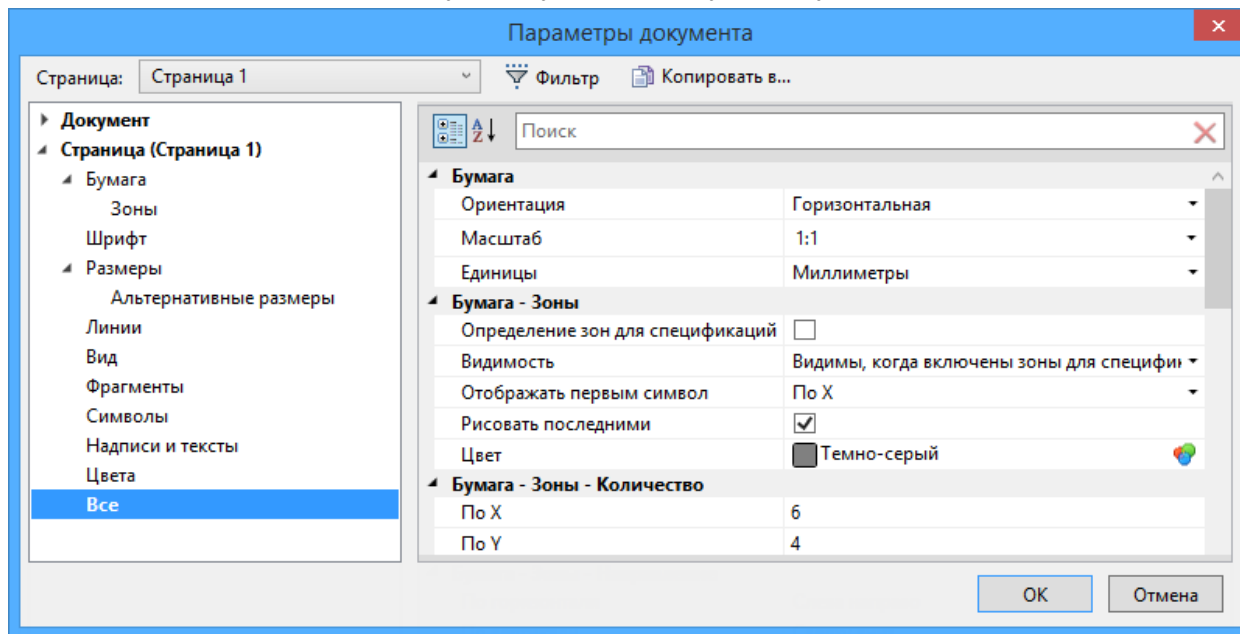 Параметры документа
Страница: Страница 1 Фильтр Копировать в...
Документ
Страница (Страница 1)
Бумага
Зоны
Шрифт
Размеры
Альтернативные размеры
Линии
Вид
Фрагменты
Символы
Надписи и тексты
Цвета
Все
A Z Поиск
Бумага
Ориентация Горизонтальная
Масштаб 1:1
Единицы Миллиметры
Бумага - Зоны
Определение зон для спецификаций
Видимость Видимы, когда включены зоны для специфик
Отображать первым символ По X
Рисовать последними
Цвет Темно-серый
Бумага - Зоны - Количество
По X 6
По Y 4
ОК Отмена